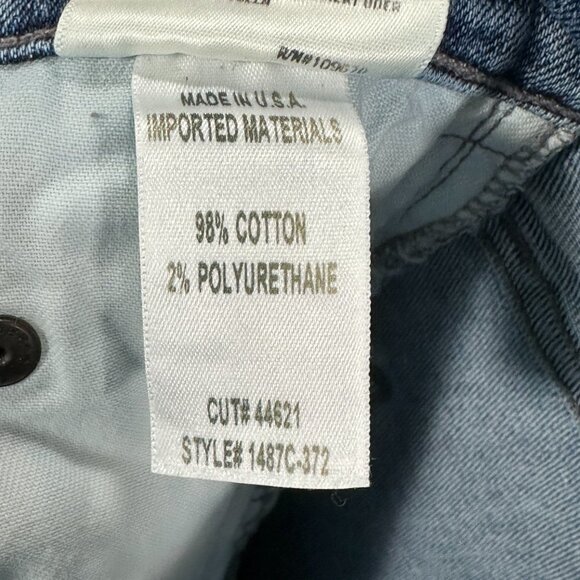 MADE IN U.S.A.
IMPORTED MATERIALS
98% COTTON
2% POLYURETHANE
CUT# 44621
STYLE# 1487C-372